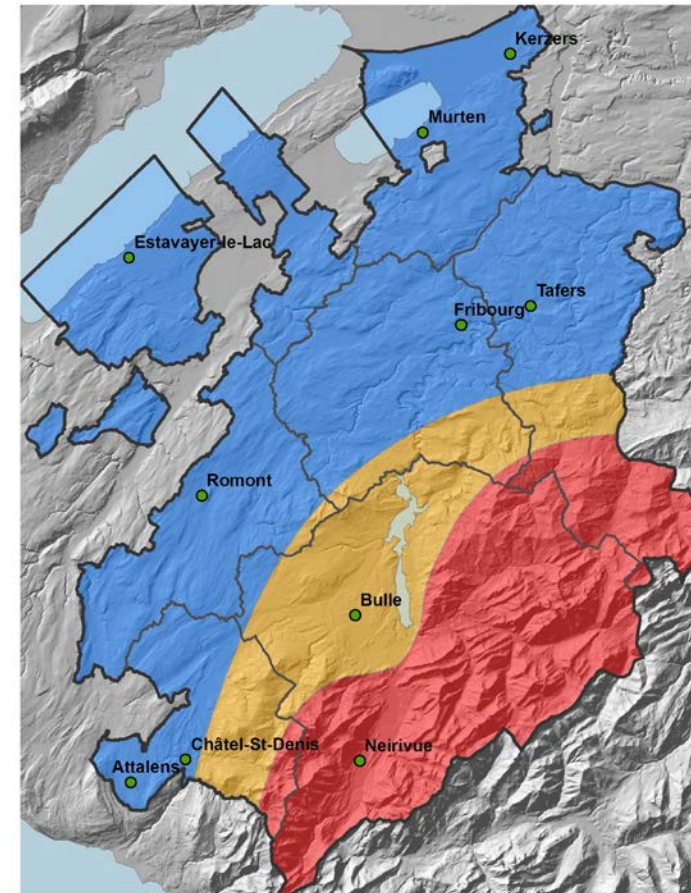 Kerzers
Murten
Estavayer-le-Lac
Tafers
Fribourg
Romont
Bulle
Châtel-St-Denis
Neirivue
Attalens